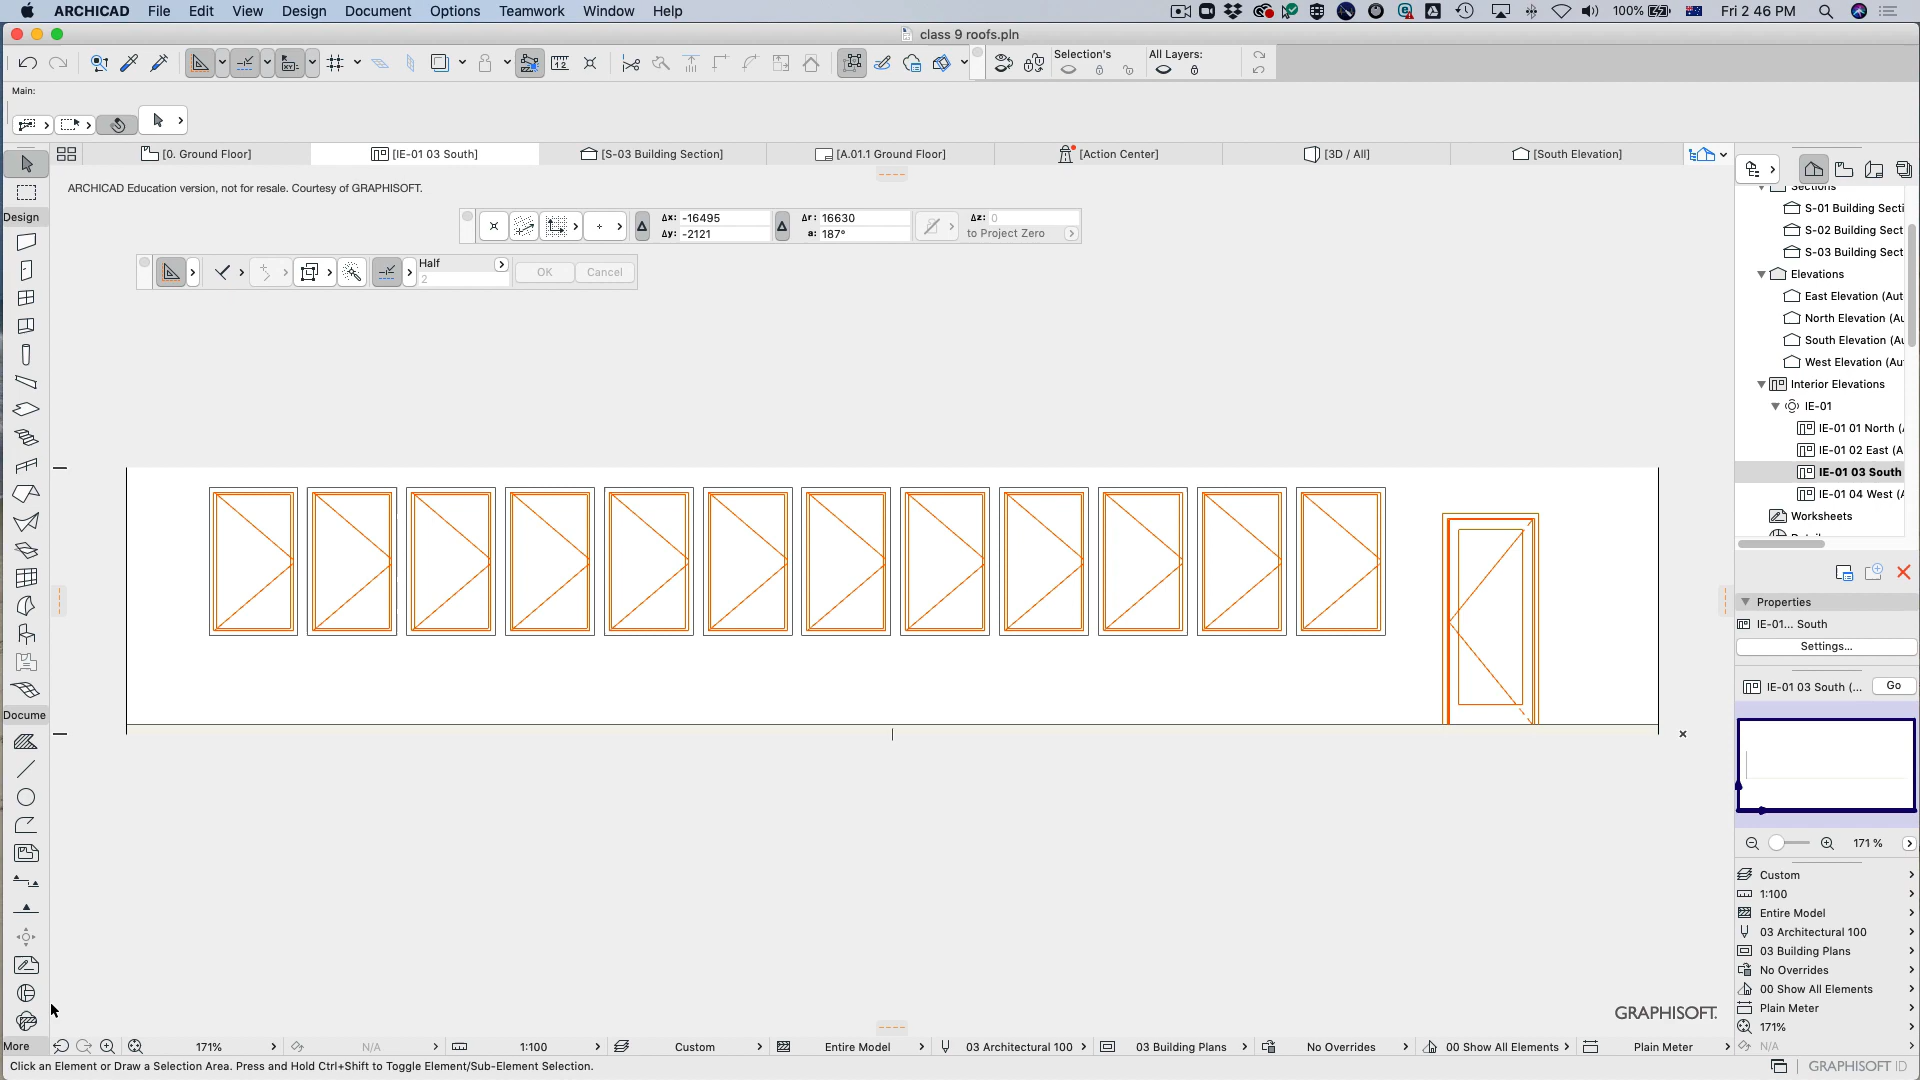 ARCHICAD File Edit View Design Document Options Teamwork Window Help 100% Fri 2 46 PM
class 9 roofs.pln
Selection's All Layers:
Main:
[0. Ground Floor] [IE-01 03 South] [S-03 Building Section] [A.01.1 Ground Floor] [Action Center] [3D / All] [South Elevation]
ARCHICAD Education version, not for resale. Courtesy of GRAPHISOFT.
Δx: -16495 Δr: 16630 Δz: 0
Δy: -2121 a: 187° to Project Zero
Half
2
OK Cancel
Design
Docume
More
Sections
S-01 Building Secti
S-02 Building Sect
S-03 Building Sect
Elevations
East Elevation (Aut
North Elevation (Au
South Elevation (Au
West Elevation (Au
Interior Elevations
IE-01
IE-01 01 North (
IE-01 02 East (A
IE-01 03 South
IE-01 04 West (A
Worksheets
Properties
IE-01... South
Settings...
IE-01 03 South (... Go
171 %
Custom
1:100
Entire Model
03 Architectural 100
03 Building Plans
No Overrides
00 Show All Elements
Plain Meter
171%
N/A
GRAPHISOFT.
171% N/A 1:100 Custom Entire Model 03 Architectural 100 03 Building Plans No Overrides 00 Show All Elements Plain Meter
Click an Element or Draw a Selection Area. Press and Hold Ctrl+Shift to Toggle Element/Sub-Element Selection.
GRAPHISOFT ID